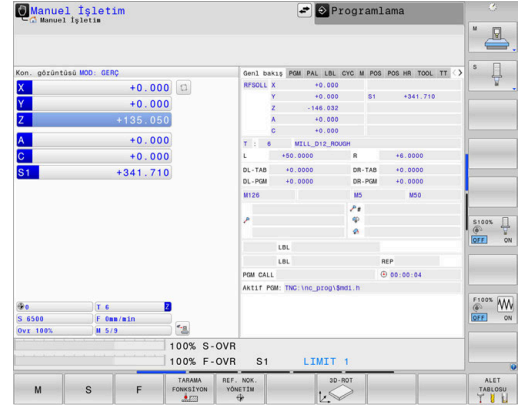 Manuel İşletim
Manuel İşletim
Programlama
Kon. görüntüsü MOD: GERÇ
X +0.000
Y +0.000
Z +135.050
A +0.000
C +0.000
S1 +341.710
0 T 6 Z
S 6500 F 0mm/min
Ovr 100% M 5/9
Genl bakış PGM PAL LBL CYC M POS POS HR TOOL TT
RFSOLL X +0.000
Y +0.000 S1 +341.710
Z -146.032
A +0.000
C +0.000
T : 6 MILL_D12_ROUGH
L +50.0000 R +6.0000
DL-TAB +0.0000 DR-TAB +0.0000
DL-PGM +0.0000 DR-PGM +0.0000
M126 M5 M50
LBL
LBL REP
PGM CALL 00:00:04
Aktif PGM: TNC:\nc_prog\$mdi.h
100% S-OVR
100% F-OVR S1 LIMIT 1
M
S
S100%
OFF ON
F100%
OFF ON
M
S
F
TARAMA FONKSİYON
REF. NOK. YÖNETİM
3D-ROT
ALET TABLOSU